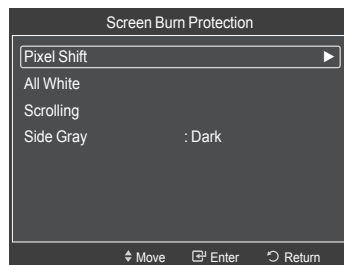 Screen Burn Protection
Pixel Shift
All White
Scrolling
Side Gray : Dark
Move Enter Return